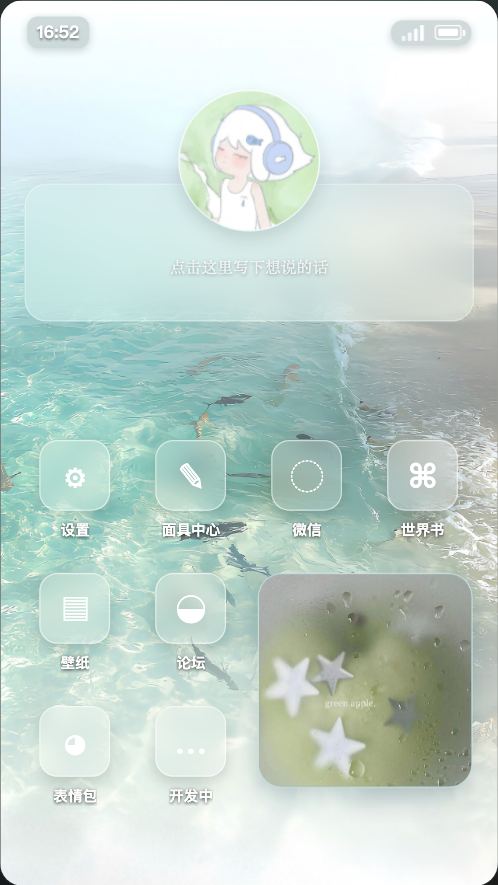 16:52
点击这里写下想说的话
设置
面具中心
微信
世界书
壁纸
论坛
green apple.
表情包
开发中